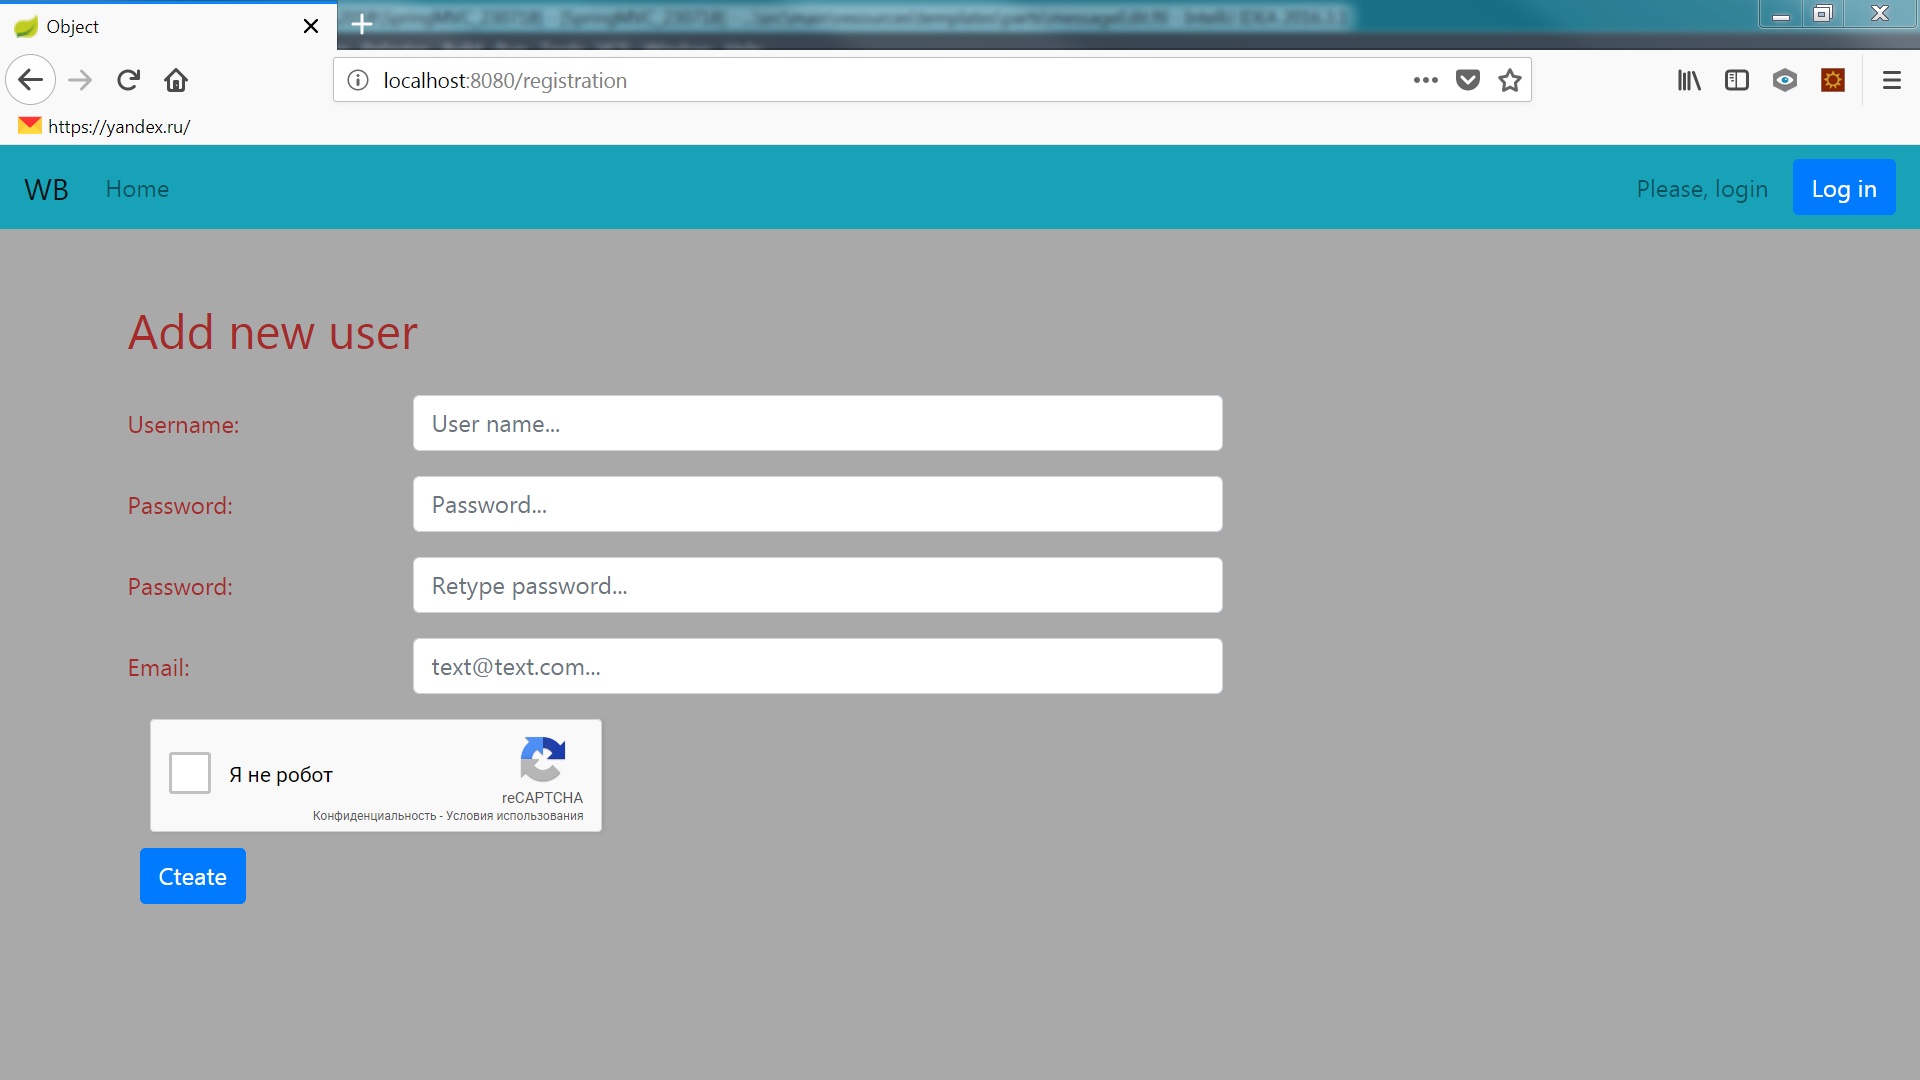 Object
localhost:8080/registration
https://yandex.ru/
WB Home Please, login Log in
Add new user
Username: User name...
Password: Password...
Password: Retype password...
Email: text@text.com...
Я не робот
reCAPTCHA
Конфиденциальность - Условия использования
Cteate